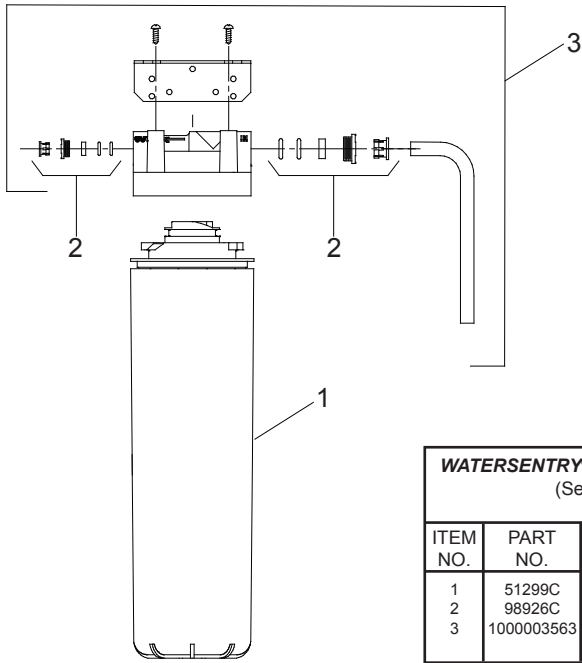 3
2
2
1
WATERSENTRY
(Se
ITEM NO.
PART NO.
1 51299C
2 98926C
3 1000003563